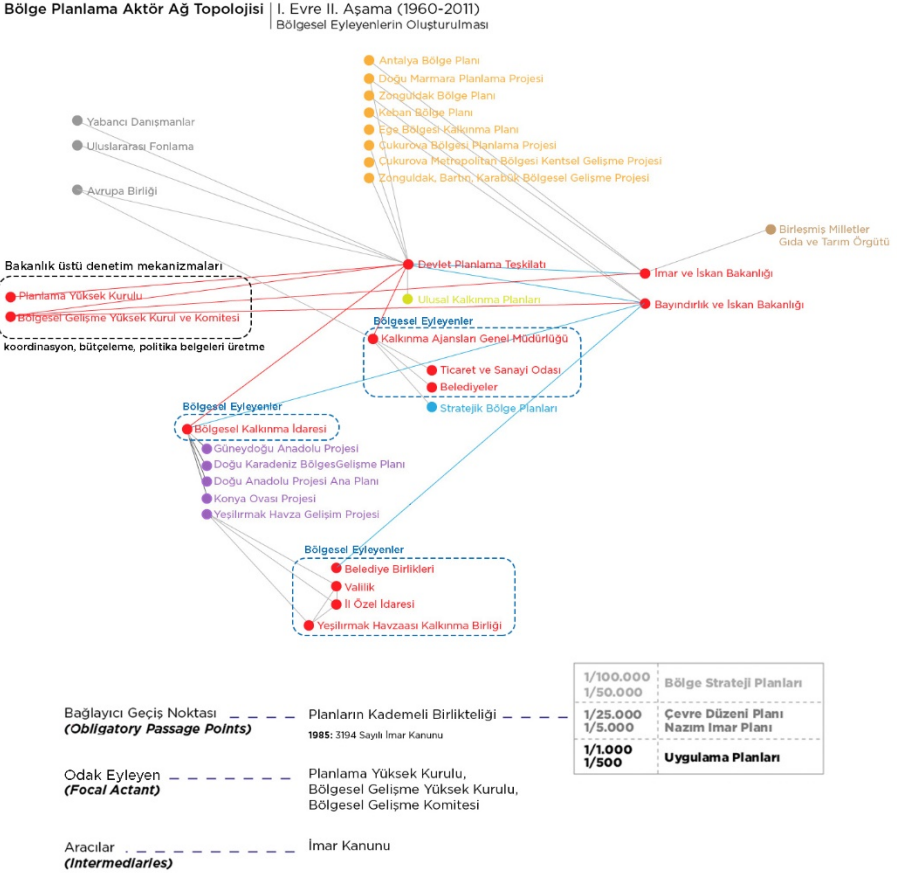 Bölge Planlama Aktör Ağ Topolojisi | I. Evre II. Aşama (1960-2011)
Bölgesel Eyleyenlerin Oluşturulması
Antalya Bölge Planı
Doğu Marmara Planlama Projesi
Zonguldak Bölge Planı
Keban Bölge Planı
Ege Bölgesi Kalkınma Planı
Çukurova Bölgesi Planlama Projesi
Çukurova Metropolitan Bölgesi Kentsel Gelişme Projesi
Zonguldak, Bartın, Karabük Bölgesel Gelişme Projesi
Yabancı Danışmanlar
Uluslararası Fonlama
Avrupa Birliği
Birleşmiş Milletler
Gıda ve Tarım Örgütü
Bakanlık üstü denetim mekanizmaları
Planlama Yüksek Kurulu
Bölgesel Gelişme Yüksek Kurul ve Komitesi
koordinasyon, bütçeleme, politika belgeleri üretme
Devlet Planlama Teşkilatı
Ulusal Kalkınma Planları
İmar ve İskan Bakanlığı
Bayındırlık ve İskan Bakanlığı
Bölgesel Eyleyenler
Kalkınma Ajansları Genel Müdürlüğü
Ticaret ve Sanayi Odası
Belediyeler
Stratejik Bölge Planları
Bölgesel Eyleyenler
Bölgesel Kalkınma İdaresi
Güneydoğu Anadolu Projesi
Doğu Karadeniz BölgesGelişme Planı
Doğu Anadolu Projesi Ana Planı
Konya Ovası Projesi
Yeşilırmak Havza Gelişim Projesi
Bölgesel Eyleyenler
Belediye Birlikleri
Valilik
İl Özel İdaresi
Yeşilırmak Havzaası Kalkınma Birliği
Bağlayıcı Geçiş Noktası
(Obligatory Passage Points)
Planların Kademeli Birlikteliği
1985: 3194 Sayılı İmar Kanunu
1/100.000
1/50.000
Bölge Strateji Planları
1/25.000
1/5.000
Çevre Düzeni Planı
Nazım Imar Planı
1/1.000
1/500
Uygulama Planları
Odak Eyleyen
(Focal Actant)
Planlama Yüksek Kurulu,
Bölgesel Gelişme Yüksek Kurulu,
Bölgesel Gelişme Komitesi
Aracılar
(Intermediaries)
İmar Kanunu